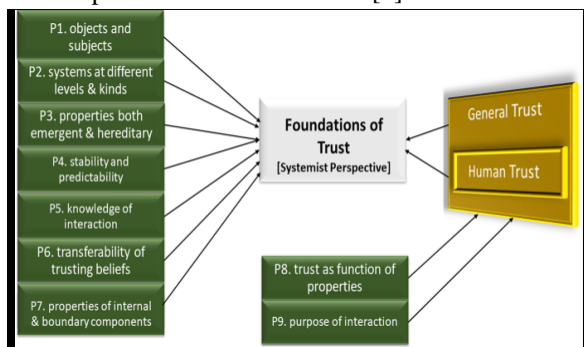 P1. objects and
subjects
P2. systems at different
levels & kinds
P3. properties both
emergent & hereditary
P4. stability and
predictability
P5. knowledge of
interaction
P6. transferability of
trusting beliefs
P7. properties of internal
& boundary components
Foundations of
Trust
[Systemist Perspective]
General Trust
Human Trust
P8. trust as function of
properties
P9. purpose of interaction